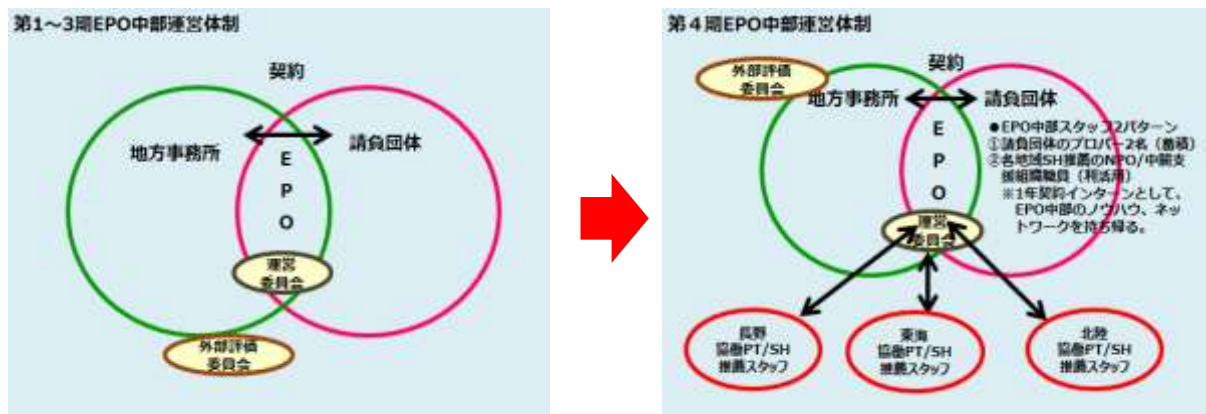 第1~3期EPO中部運営体制
契約
地方事務所
請負団体
E
P
O
運営
委員会
外部評価
委員会
第4期EPO中部運営体制
外部評価
委員会
契約
地方事務所
請負団体
E
P
O
運営
委員会
●EPO中部スタッフ2パターン
①請負団体のプロパー2名（蓄積）
②各地域SH推薦のNPO/中間支
援組織職員（利活用）
※1年契約インターンとして、
EPO中部のノウハウ、ネッ
トワークを持ち帰る。
長野
協働PT/SH
推薦スタッフ
東海
協働PT/SH
推薦スタッフ
北陸
協働PT/SH
推薦スタッフ